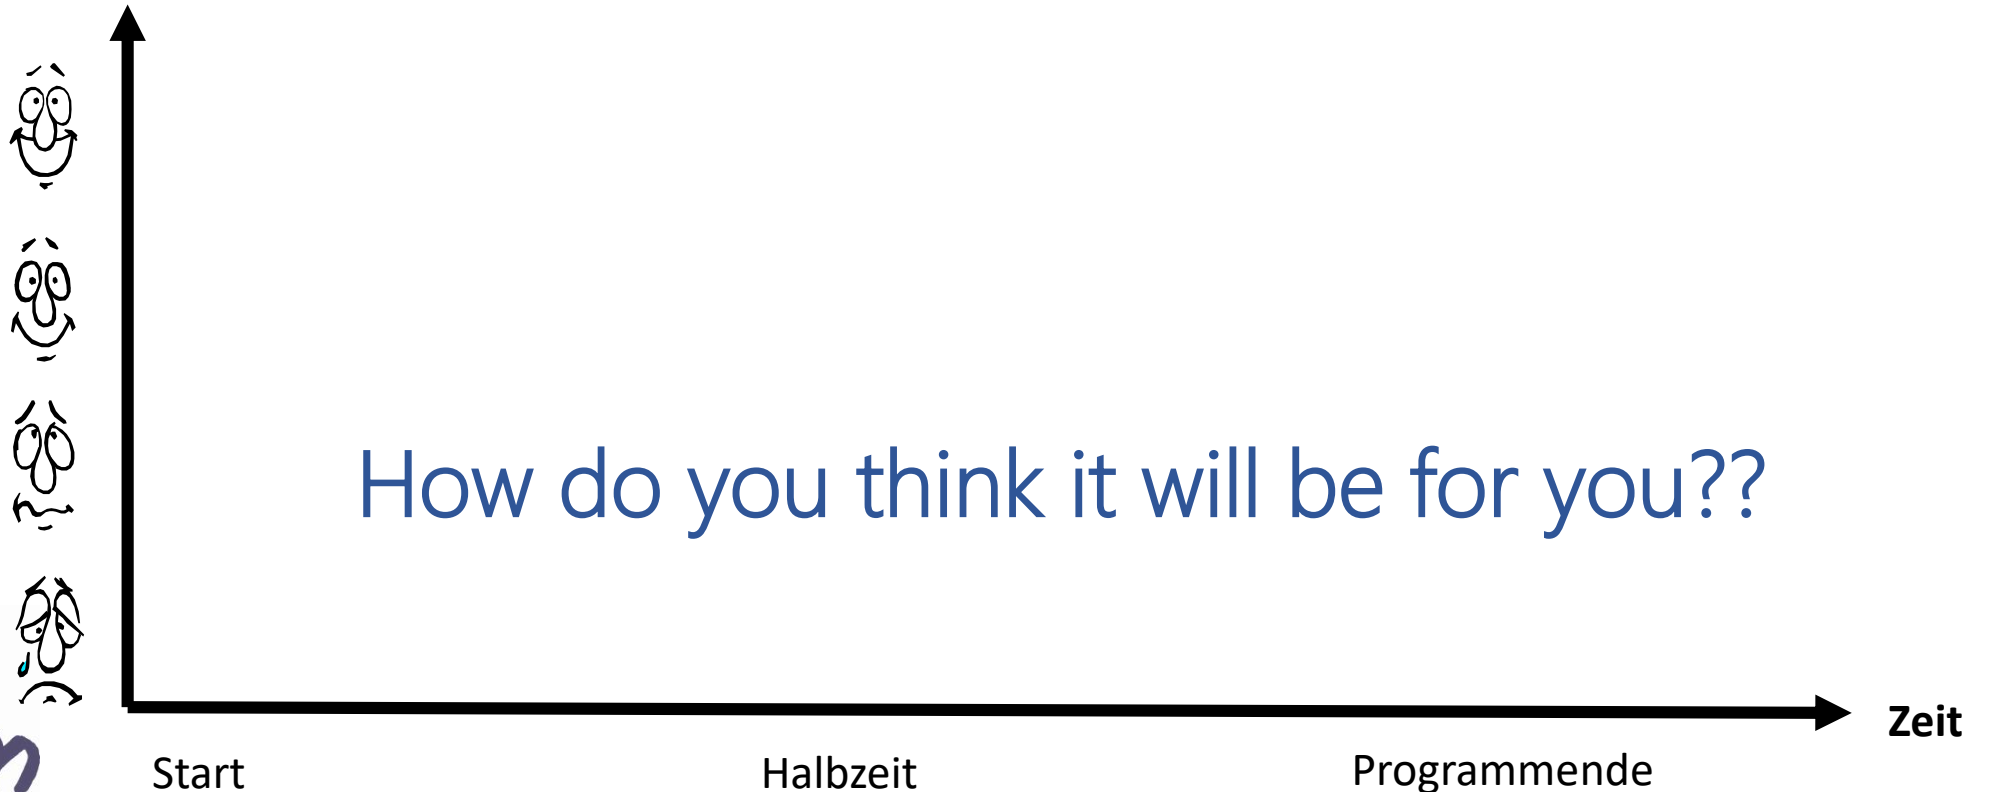 How do you think it will be for you??
Zeit
Start
Halbzeit
Programmende